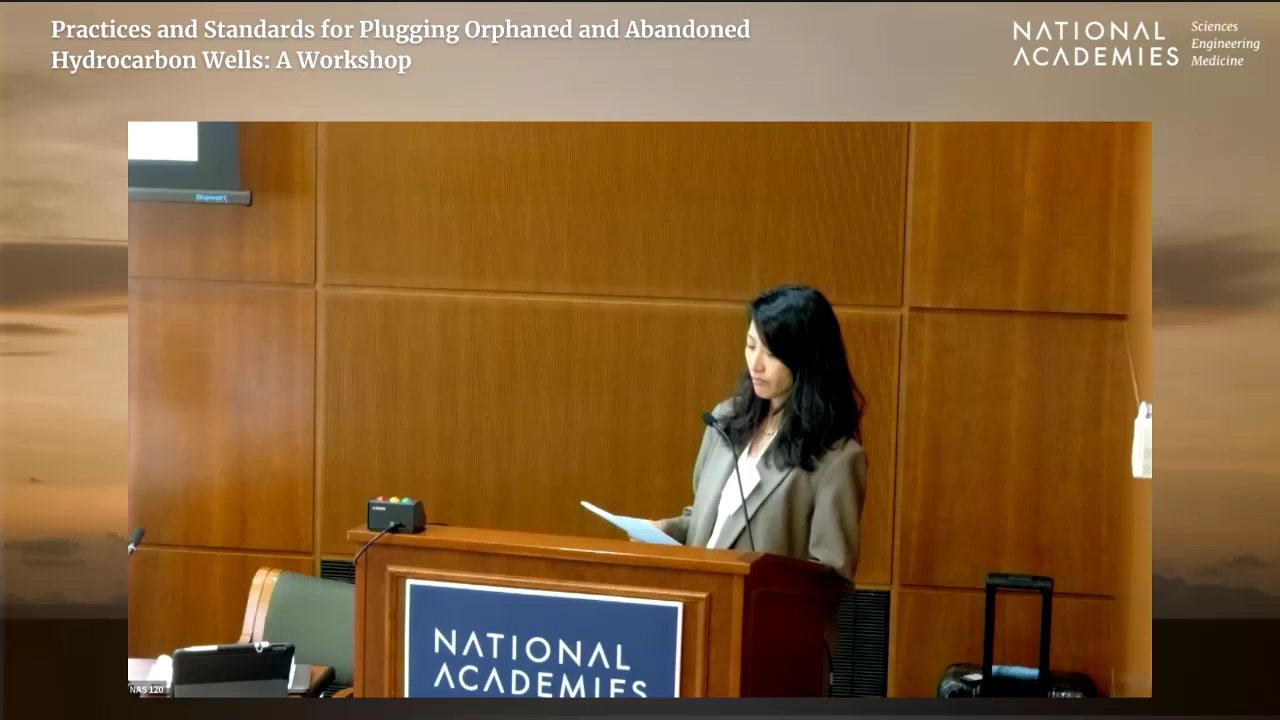 Practices and Standards for Plugging Orphaned and Abandoned
Hydrocarbon Wells: A Workshop
NATIONAL
ACADEMIES
Sciences
Engineering
Medicine
Stewart
NATIONAL
ACADEMIES
NAS 120